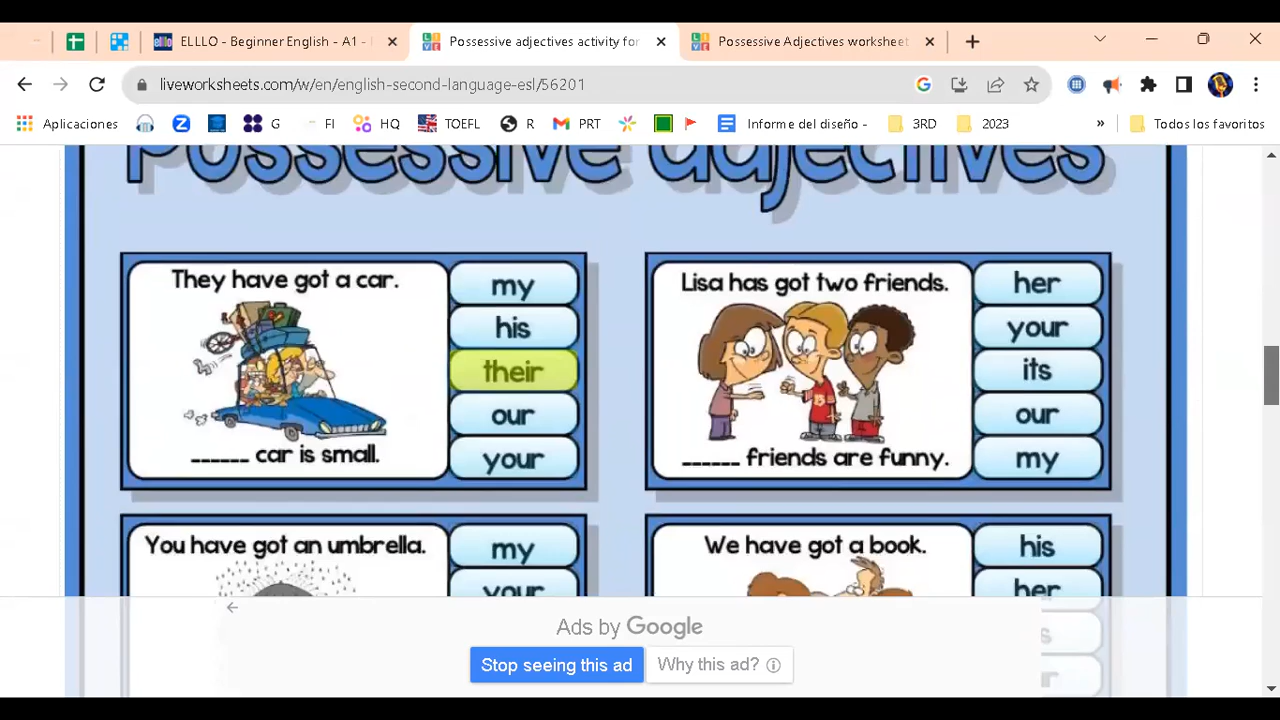 ELLLO - Beginner English - A1 -
Possessive adjectives activity for
Possessive Adjectives worksheet
liveworksheets.com/w/en/english-second-language-esl/56201
Aplicaciones
G
FI
HQ
TOEFL
R
PRT
Informe del diseño -
3RD
2023
»
Todos los favoritos
Possessive adjectives
They have got a car.
my
his
their
our
your
______ car is small.
Lisa has got two friends.
her
your
its
our
my
______ friends are funny.
You have got an umbrella.
my
your
We have got a book.
his
her
Ads by Google
Stop seeing this ad
Why this ad?